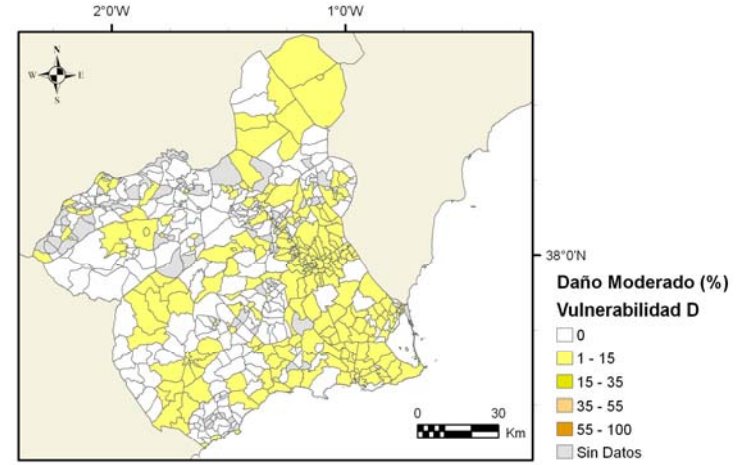 2°0'W 1°0'W
N
W E
S
38°0'N
Daño Moderado (%)
Vulnerabilidad D
0
1 - 15
15 - 35
35 - 55
55 - 100
Sin Datos
0 30
Km